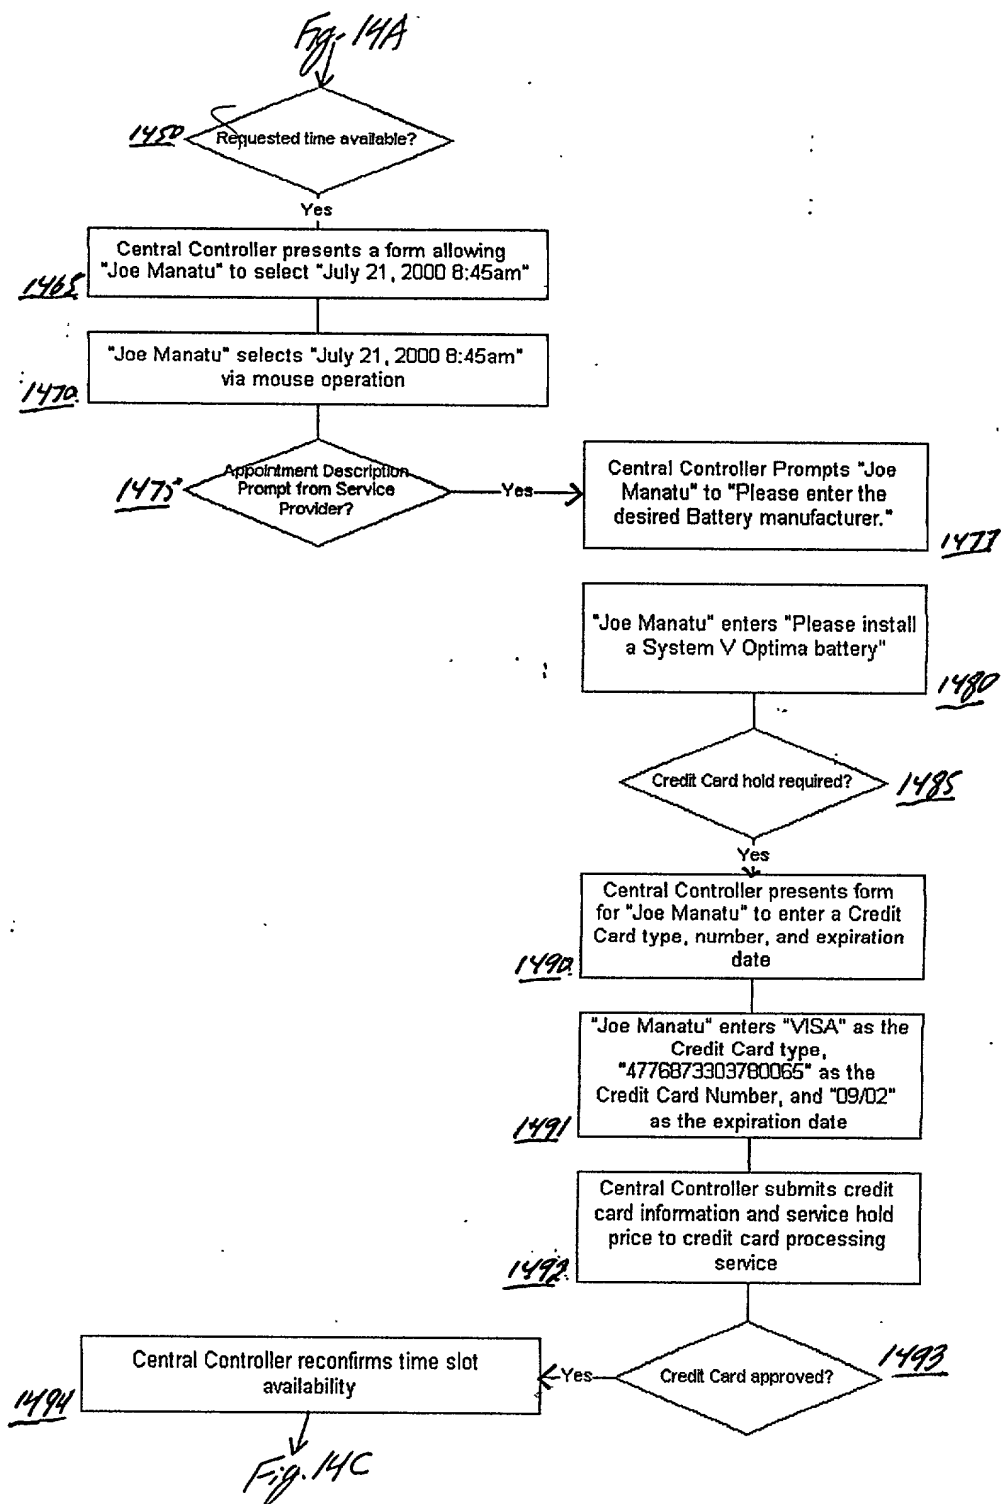 Fig. 14A
1450
Requested time available?
Yes
Central Controller presents a form allowing
"Joe Manatu" to select "July 21, 2000 8:45am"
1465
"Joe Manatu" selects "July 21, 2000 8:45am"
via mouse operation
1470
Appointment Description
Prompt from Service
Provider?
1475
Yes
Central Controller Prompts "Joe
Manatu" to "Please enter the
desired Battery manufacturer."
1477
"Joe Manatu" enters "Please install
a System V Optima battery"
1480
Credit Card hold required?
1485
Yes
Central Controller presents form
for "Joe Manatu" to enter a Credit
Card type, number, and expiration
date
1490
"Joe Manatu" enters "VISA" as the
Credit Card type,
"4776873303780065" as the
Credit Card Number, and "09/02"
as the expiration date
1491
Central Controller submits credit
card information and service hold
price to credit card processing
service
1492
Credit Card approved?
1493
Yes
Central Controller reconfirms time slot
availability
1494
Fig. 14C